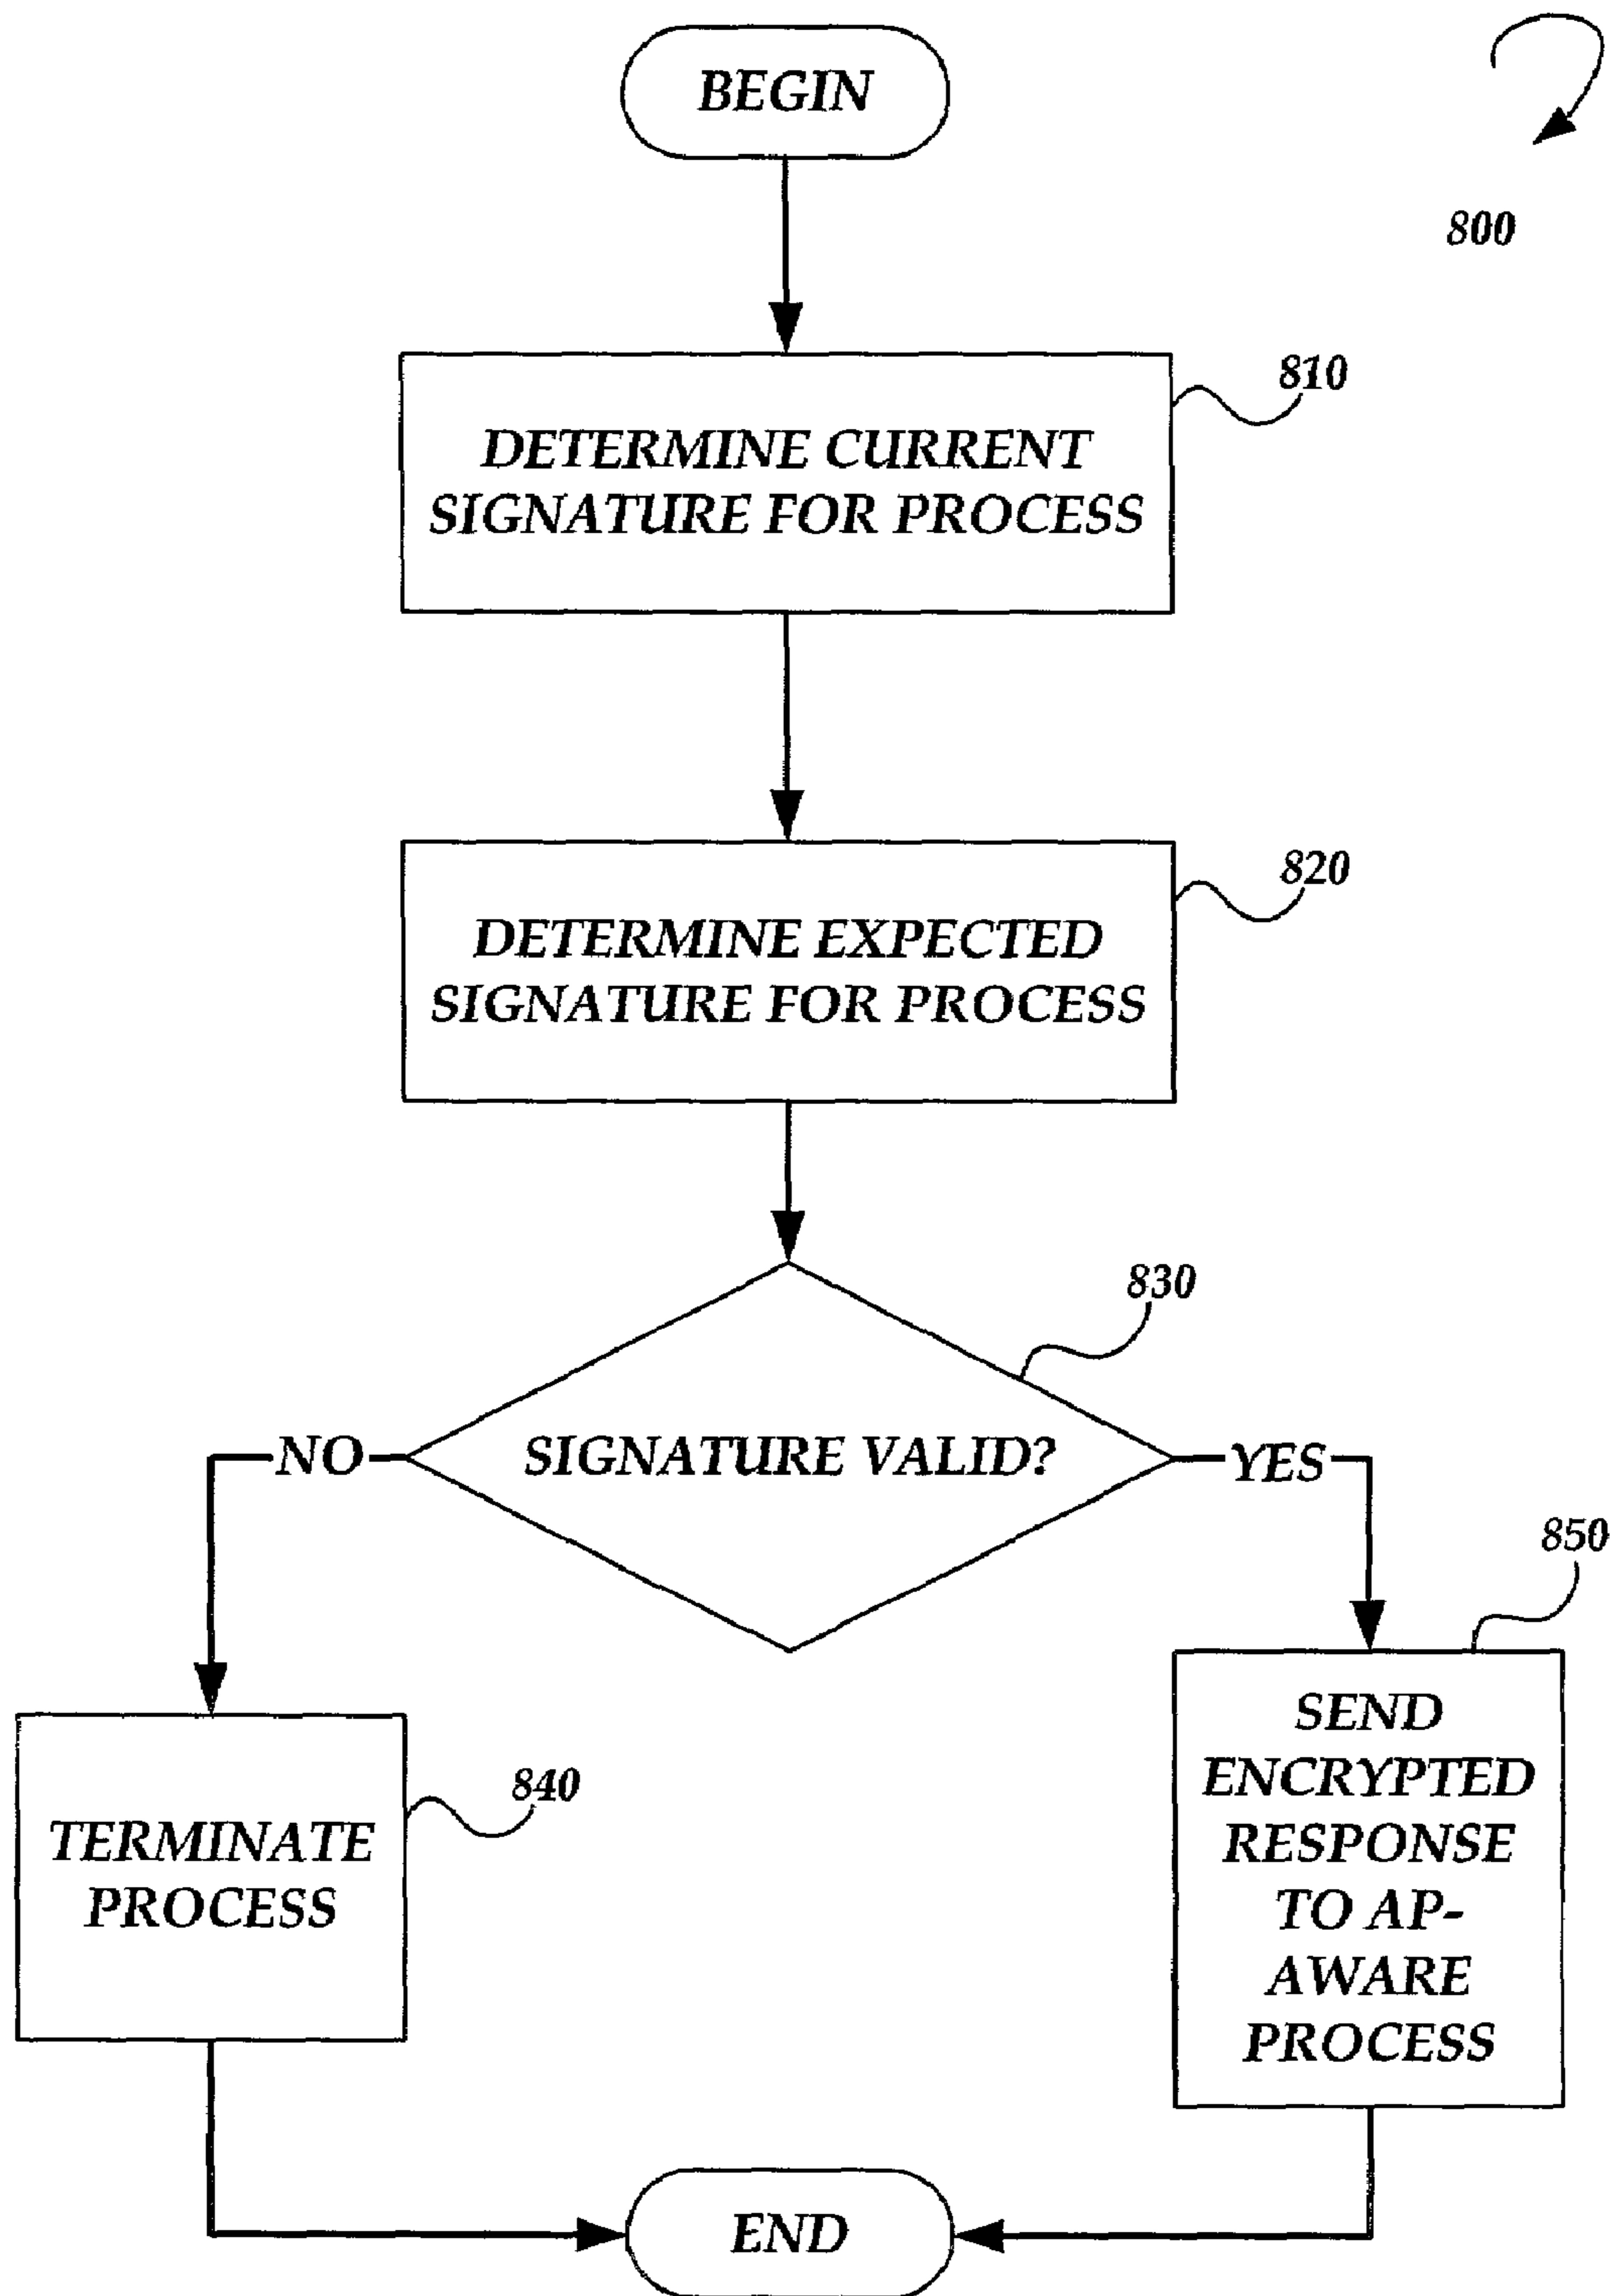 BEGIN
800
810
DETERMINE CURRENT
SIGNATURE FOR PROCESS
820
DETERMINE EXPECTED
SIGNATURE FOR PROCESS
830
SIGNATURE VALID?
NO
YES
850
840
TERMINATE
PROCESS
SEND
ENCRYPTED
RESPONSE
TO AP-
AWARE
PROCESS
END